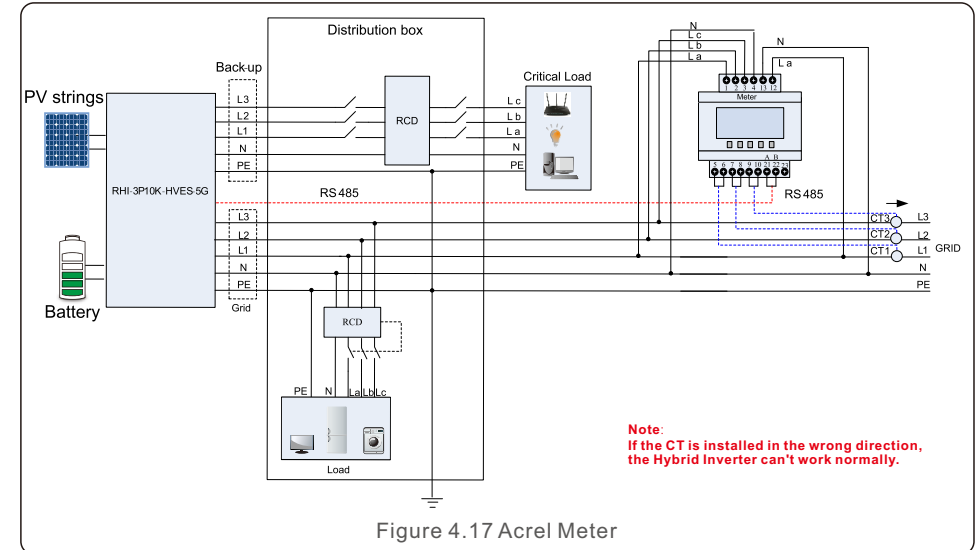 Distribution box
N
L c
L b
L a
N
L a
1 2 3 4 13 12
Meter
A B
5 6 7 8 9 10 21 22 23
RS 485
Back-up
PV strings
RHI-3P10K-HVES-5G
Battery
L3
L2
L1
N
PE
RCD
L c
L b
L a
N
PE
Critical Load
RS 485
L3
L2
L1
N
PE
Grid
CT3
CT2
CT1
L3
L2
L1
N
PE
GRID
RCD
PE N La Lb Lc
Load
Note:
If the CT is installed in the wrong direction,
the Hybrid Inverter can't work normally.
Figure 4.17 Acrel Meter